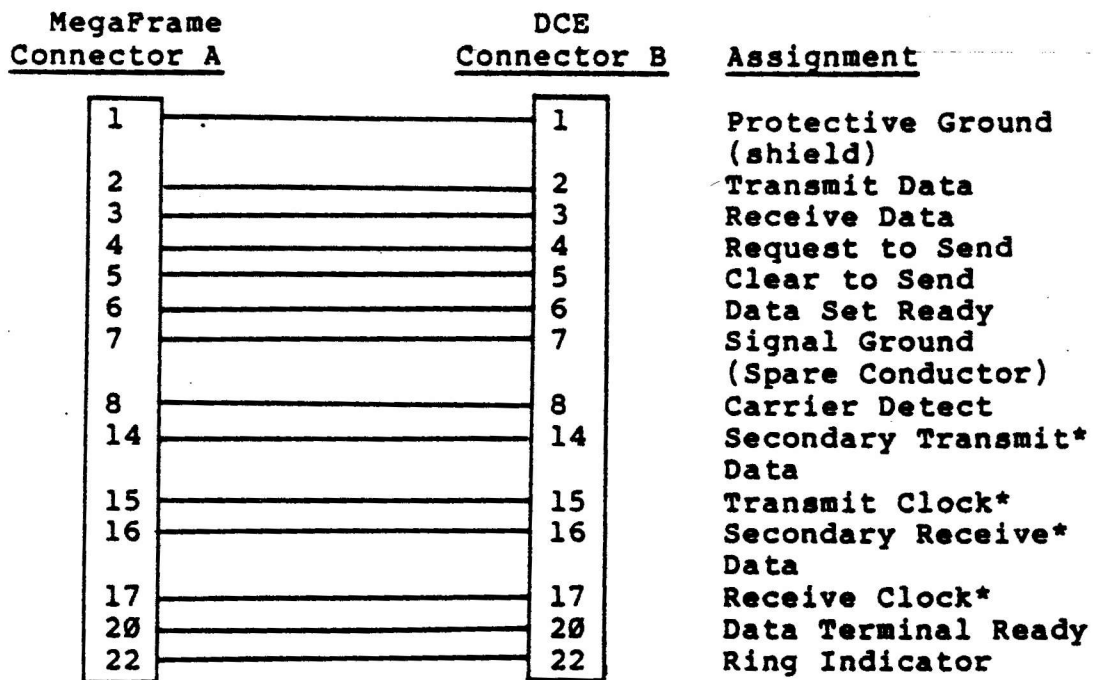 MegaFrame DCE
Connector A Connector B Assignment
1 1 Protective Ground
(shield)
2 2 Transmit Data
3 3 Receive Data
4 4 Request to Send
5 5 Clear to Send
6 6 Data Set Ready
7 7 Signal Ground
(Spare Conductor)
8 8 Carrier Detect
14 14 Secondary Transmit*
Data
15 15 Transmit Clock*
16 16 Secondary Receive*
Data
17 17 Receive Clock*
20 20 Data Terminal Ready
22 22 Ring Indicator